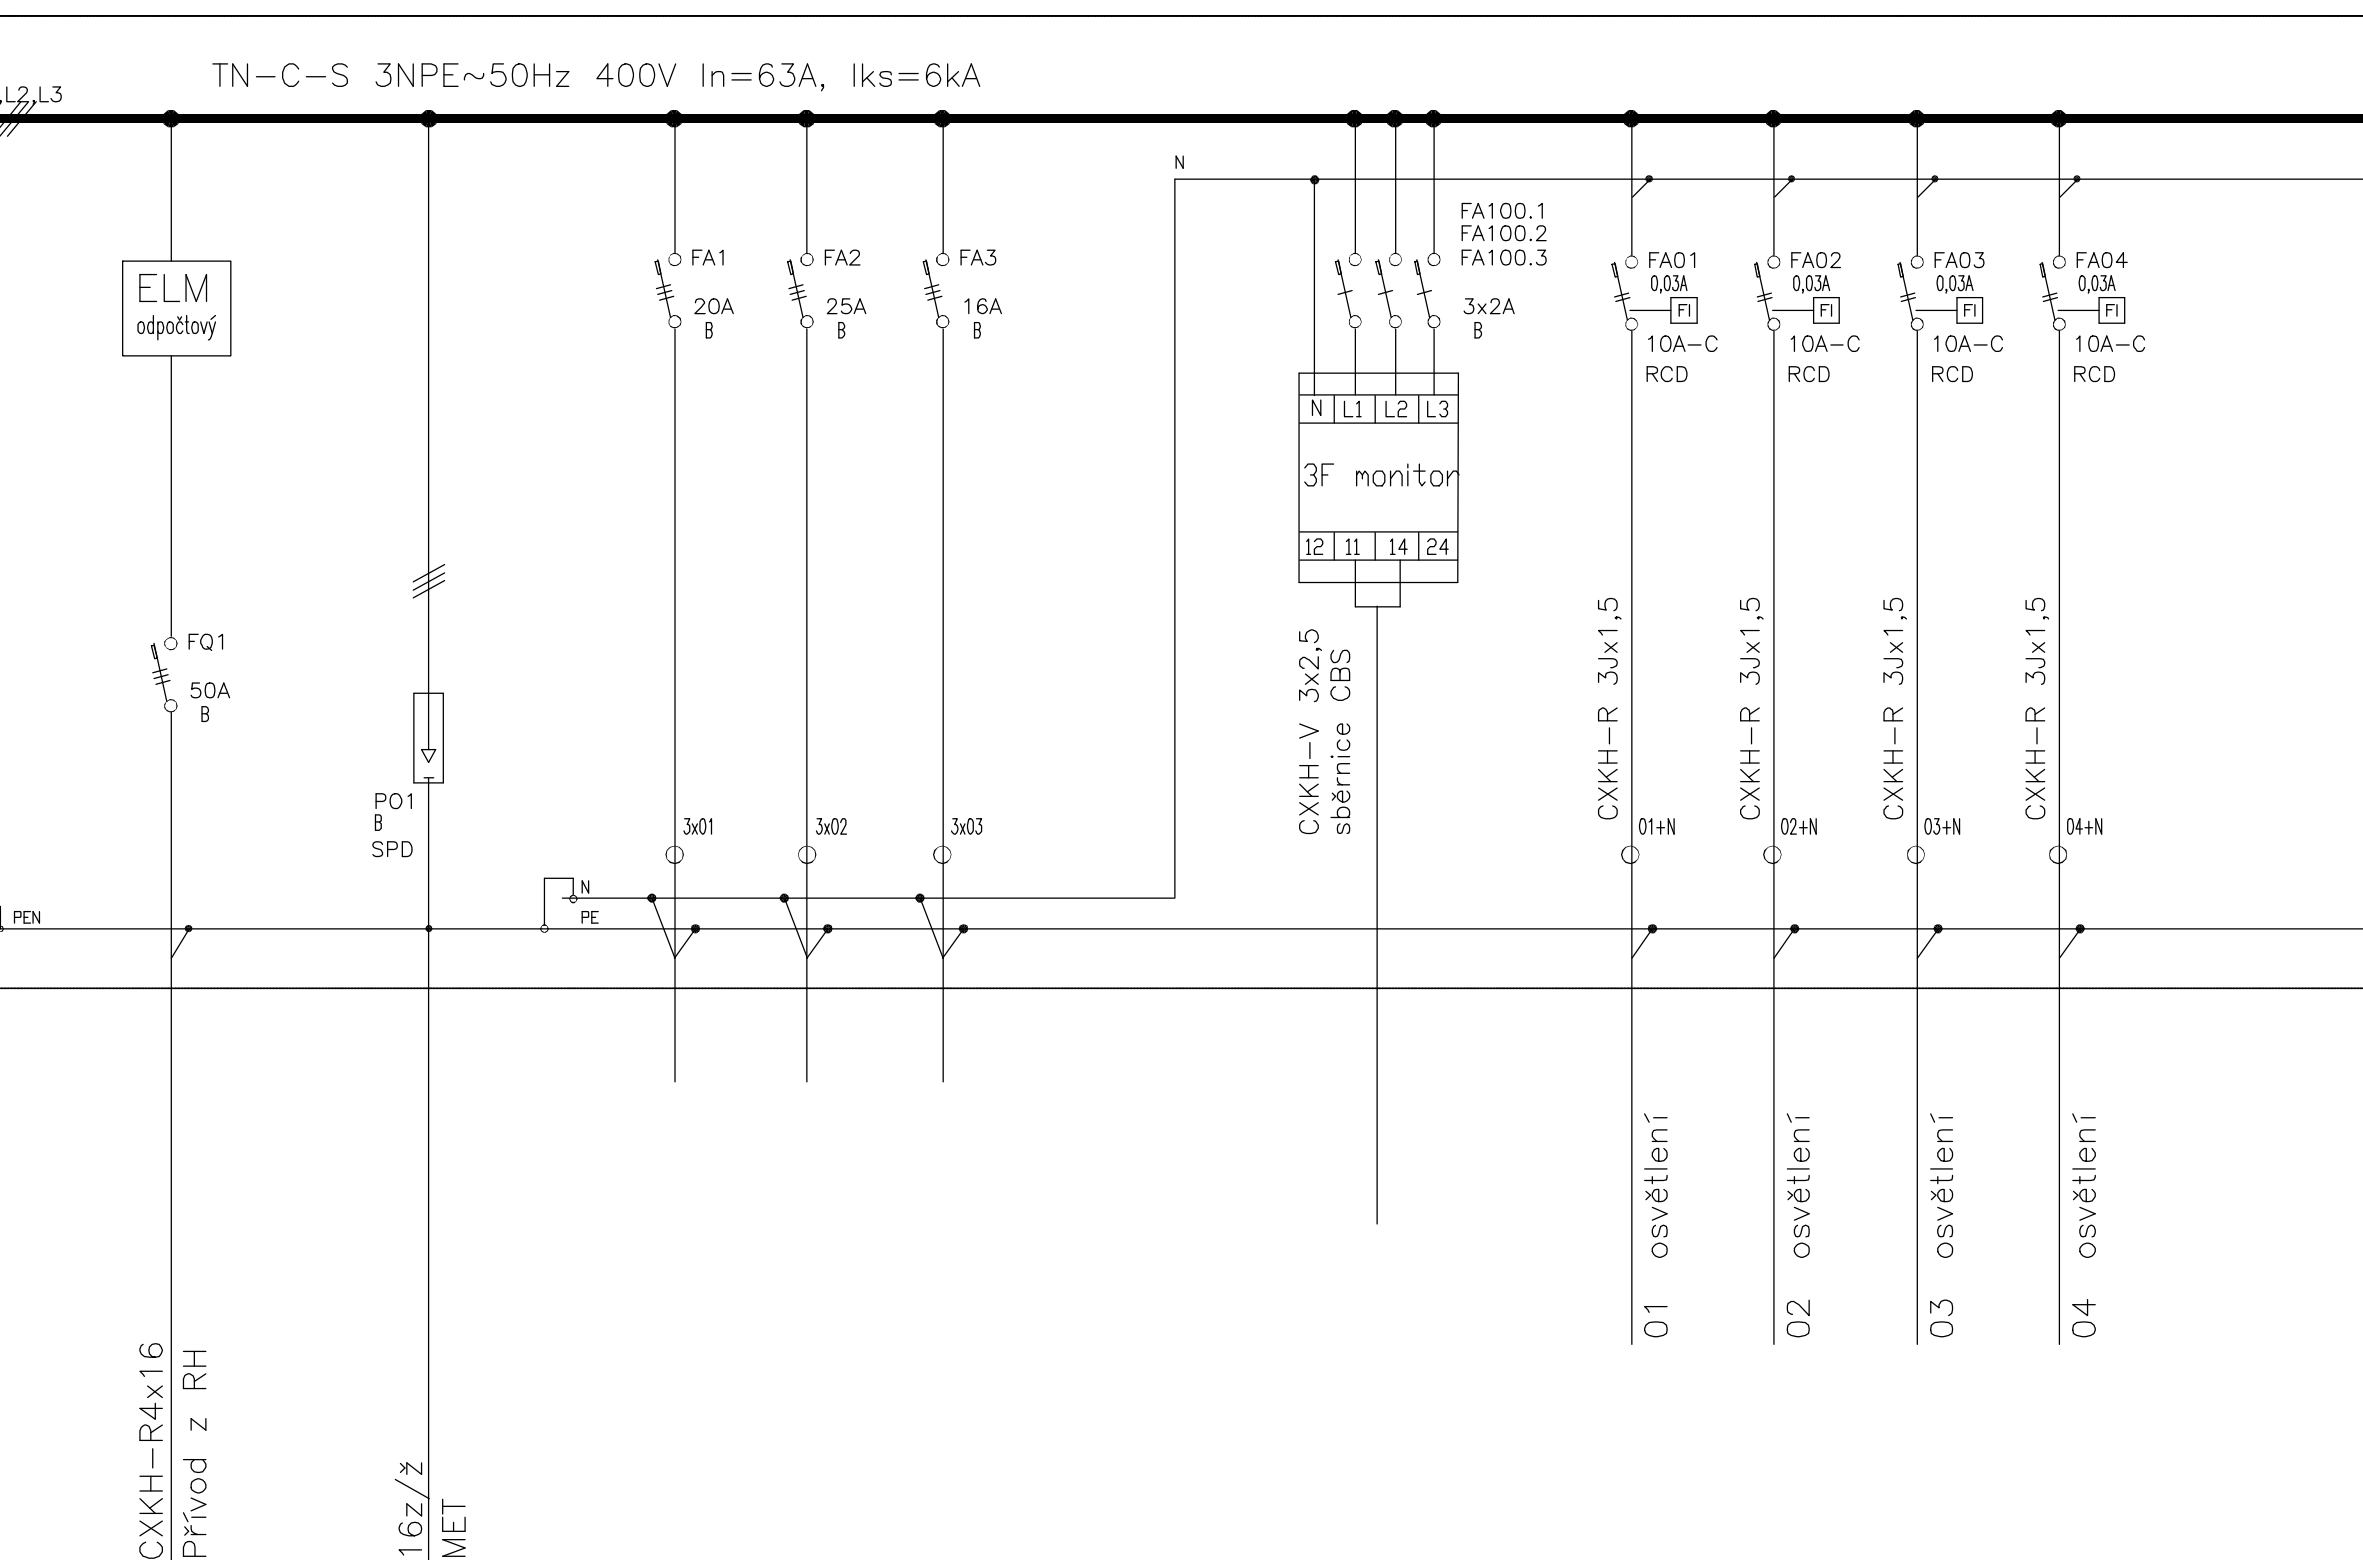 TN-C-S 3NPE~50Hz 400V In=63A, Iks=6kA
,L2,L3
N
ELM
odpočtový
FA1
20A
B
FA2
25A
B
FA3
16A
B
FA100.1
FA100.2
FA100.3
3x2A
B
FA01
0,03A
FI
10A-C
RCD
FA02
0,03A
FI
10A-C
RCD
FA03
0,03A
FI
10A-C
RCD
FA04
0,03A
FI
10A-C
RCD
N L1 L2 L3
3F monitor
12 11 14 24
FQ1
50A
B
PO1
B
SPD
CXKH-V 3x2,5
sběrnice CBS
CXKH-R 3Jx1,5
CXKH-R 3Jx1,5
CXKH-R 3Jx1,5
CXKH-R 3Jx1,5
3x01
3x02
3x03
01+N
02+N
03+N
04+N
N
PEN
PE
01 osvětlení
02 osvětlení
03 osvětlení
04 osvětlení
CXKH-R4x16
Přívod z RH
16z/ž
MET